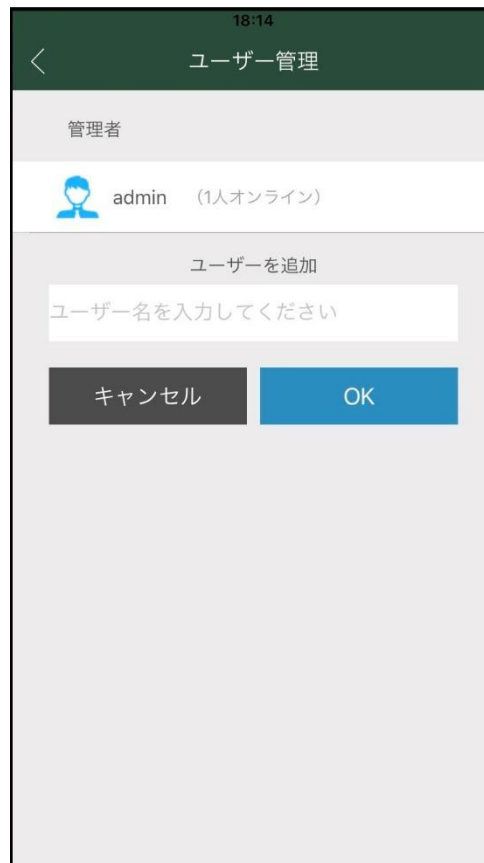 18:14
ユーザー管理
管理者
admin （1人オンライン）
ユーザーを追加
ユーザー名を入力してください
キャンセル OK